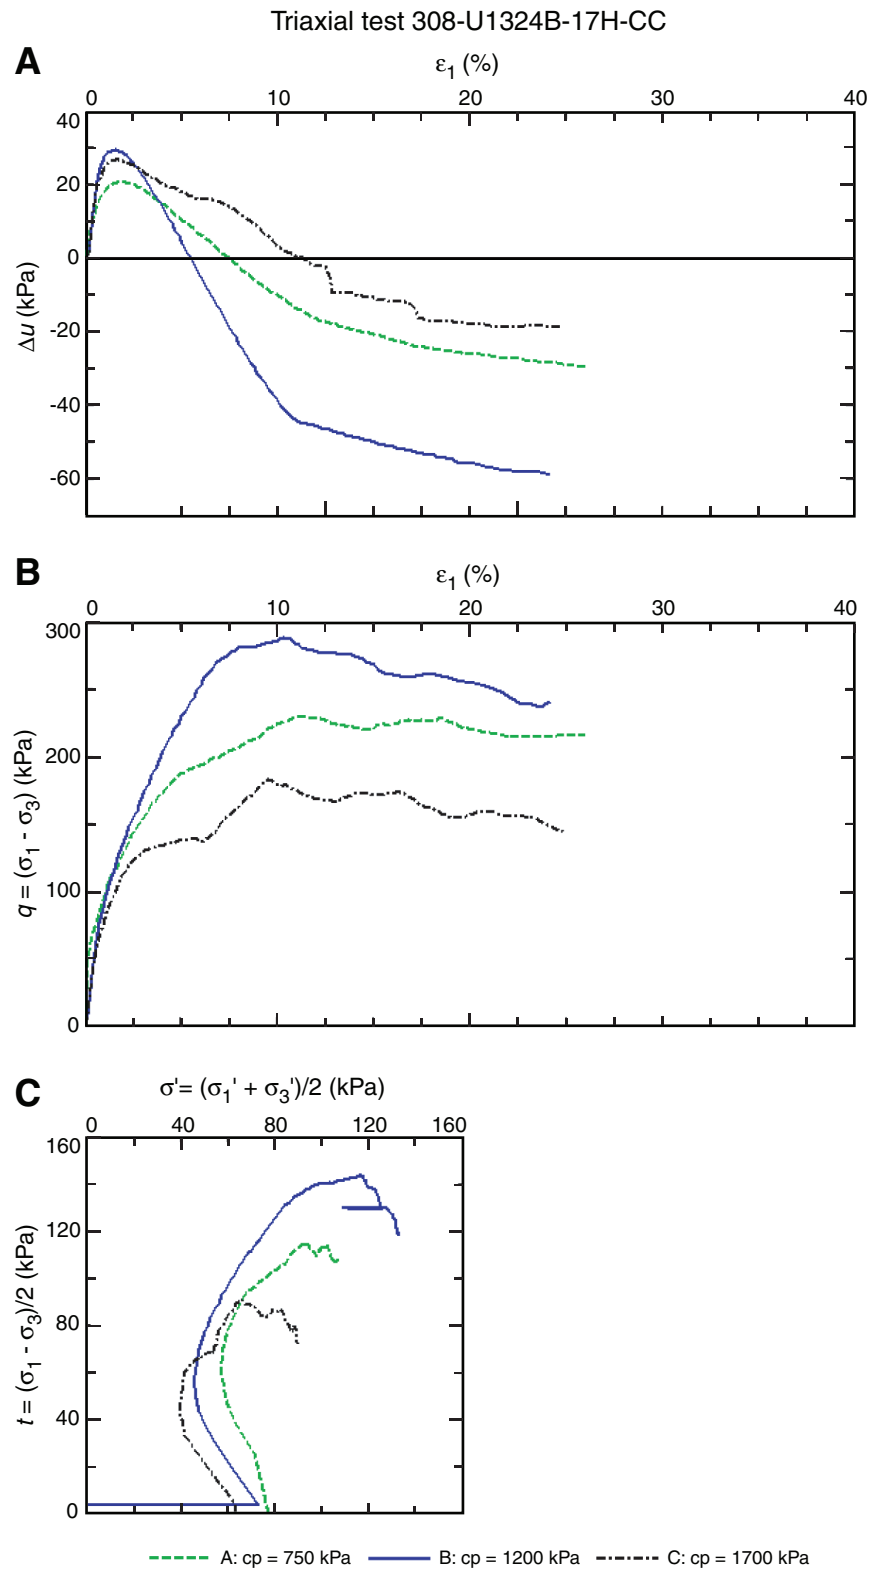 Triaxial test 308-U1324B-17H-CC
A
ε1 (%)
0 10 20 30 40
40
20
0
-20
-40
-60
Δu (kPa)
B
ε1 (%)
0 10 20 30 40
300
200
100
0
q = (σ1 - σ3) (kPa)
C
σ'= (σ1' + σ3')/2 (kPa)
0 40 80 120 160
160
120
80
40
0
t = (σ1 - σ3)/2 (kPa)
A: cp = 750 kPa B: cp = 1200 kPa C: cp = 1700 kPa